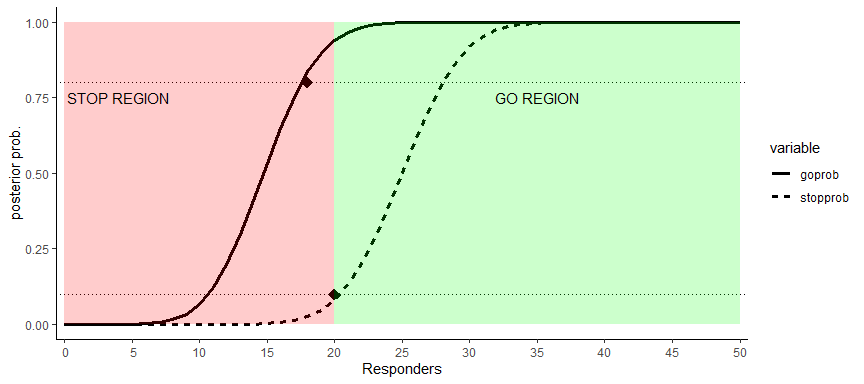 1.00
0.75
0.50
0.25
0.00
posterior prob.
STOP REGION
GO REGION
0 5 10 15 20 25 30 35 40 45 50
Responders
variable
goprob
stopprob